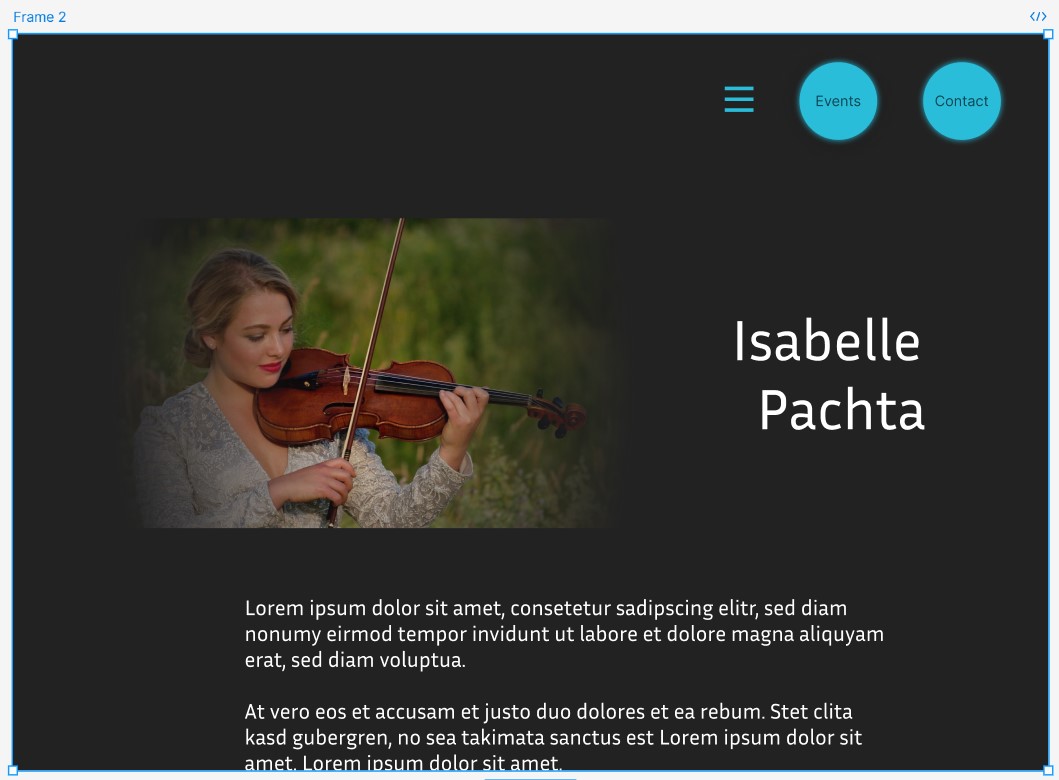 Frame 2
Events
Contact
Isabelle
Pachta
Lorem ipsum dolor sit amet, consetetur sadipscing elitr, sed diam
nonumy eirmod tempor invidunt ut labore et dolore magna aliquyam
erat, sed diam voluptua.
At vero eos et accusam et justo duo dolores et ea rebum. Stet clita
kasd gubergren, no sea takimata sanctus est Lorem ipsum dolor sit
amet. Lorem ipsum dolor sit amet.